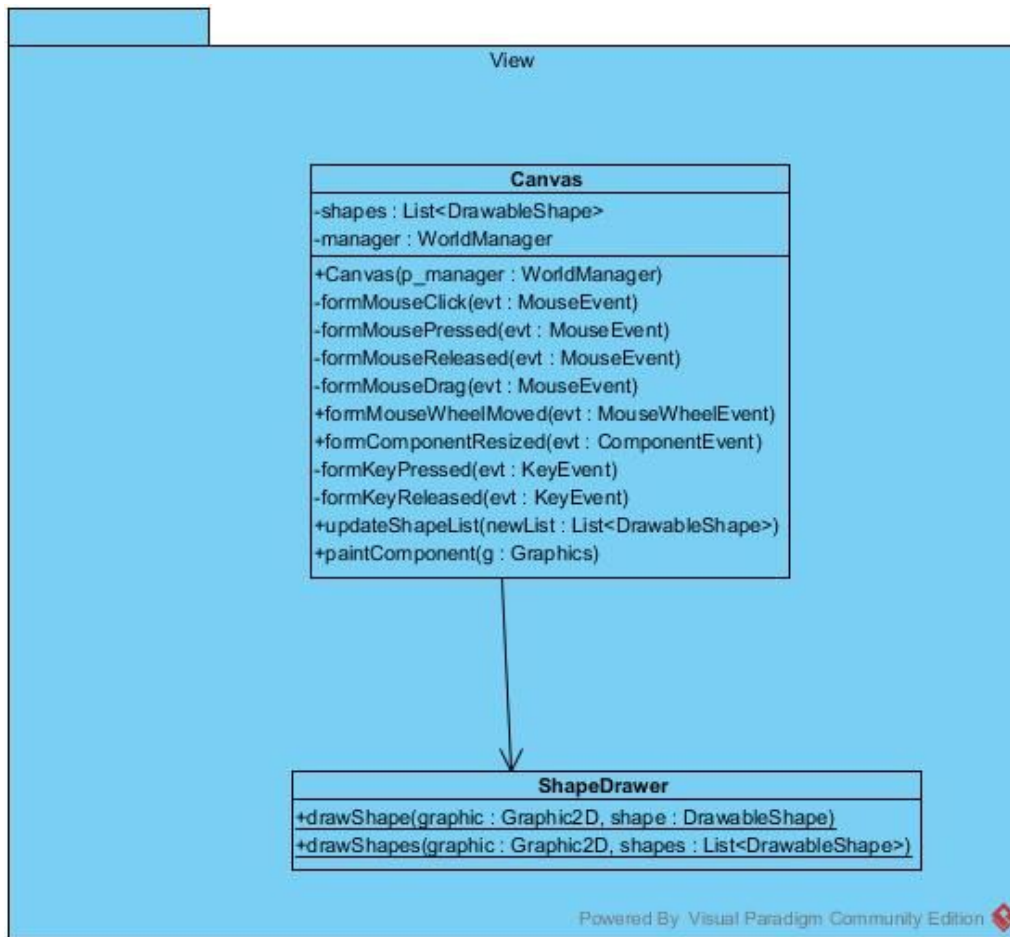 View
Canvas
-shapes : List<DrawableShape>
-manager : WorldManager
+Canvas(p_manager : WorldManager)
-formMouseClick(evt : MouseEvent)
-formMousePressed(evt : MouseEvent)
-formMouseReleased(evt : MouseEvent)
-formMouseDrag(evt : MouseEvent)
+formMouseWheelMoved(evt : MouseWheelEvent)
+formComponentResized(evt : ComponentEvent)
-formKeyPressed(evt : KeyEvent)
-formKeyReleased(evt : KeyEvent)
+updateShapeList(newList : List<DrawableShape>)
+paintComponent(g : Graphics)
ShapeDrawer
+drawShape(graphic : Graphic2D, shape : DrawableShape)
+drawShapes(graphic : Graphic2D, shapes : List<DrawableShape>)
Powered By Visual Paradigm Community Edition